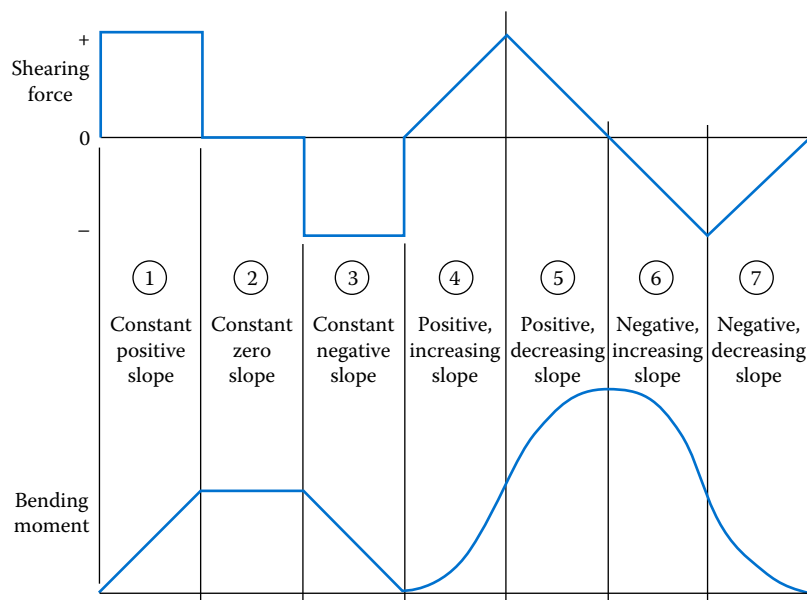 +
Shearing
force
0
–
1
2
3
4
5
6
7
Constant
positive
slope
Constant
zero
slope
Constant
negative
slope
Positive,
increasing
slope
Positive,
decreasing
slope
Negative,
increasing
slope
Negative,
decreasing
slope
Bending
moment